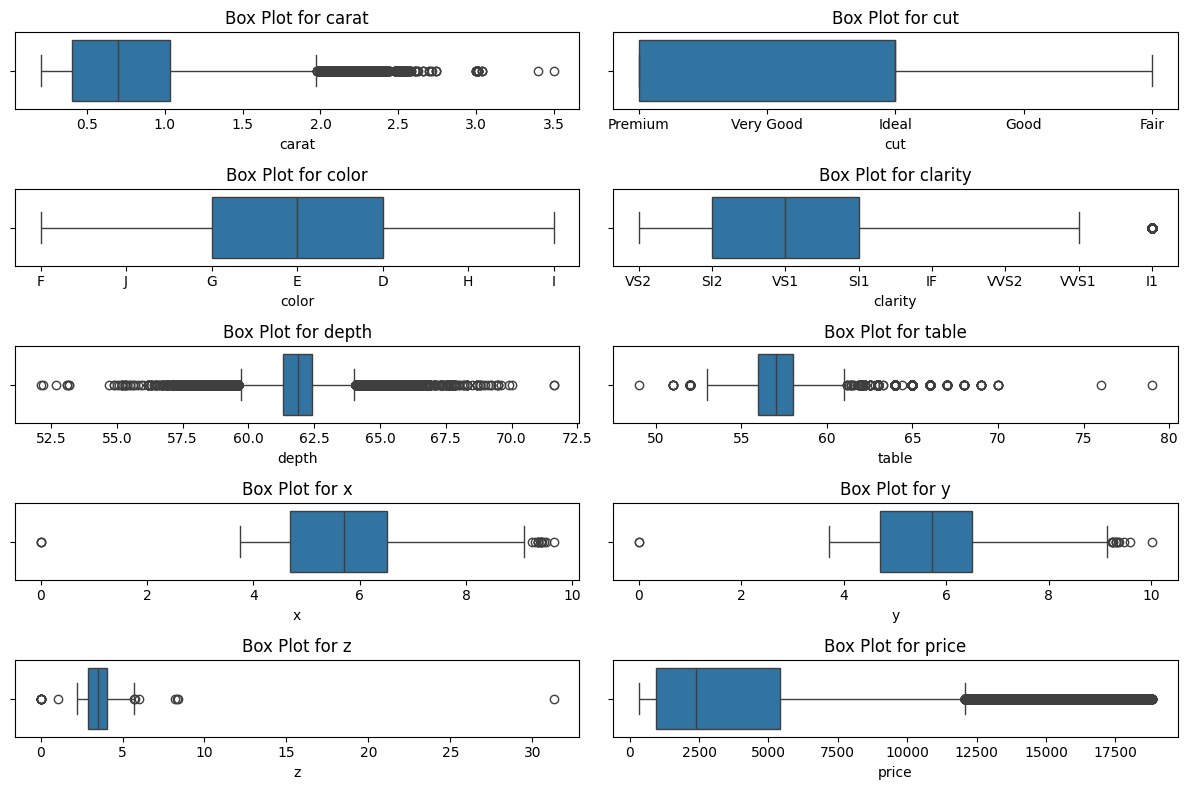 Box Plot for carat
0.5 1.0 1.5 2.0 2.5 3.0 3.5
carat
Box Plot for cut
Premium Very Good Ideal Good Fair
cut
Box Plot for color
F J G E D H I
color
Box Plot for clarity
VS2 SI2 VS1 SI1 IF VVS2 VVS1 I1
clarity
Box Plot for depth
52.5 55.0 57.5 60.0 62.5 65.0 67.5 70.0 72.5
depth
Box Plot for table
50 55 60 65 70 75 80
table
Box Plot for x
0 2 4 6 8 10
x
Box Plot for y
0 2 4 6 8 10
y
Box Plot for z
0 5 10 15 20 25 30
z
Box Plot for price
0 2500 5000 7500 10000 12500 15000 17500
price